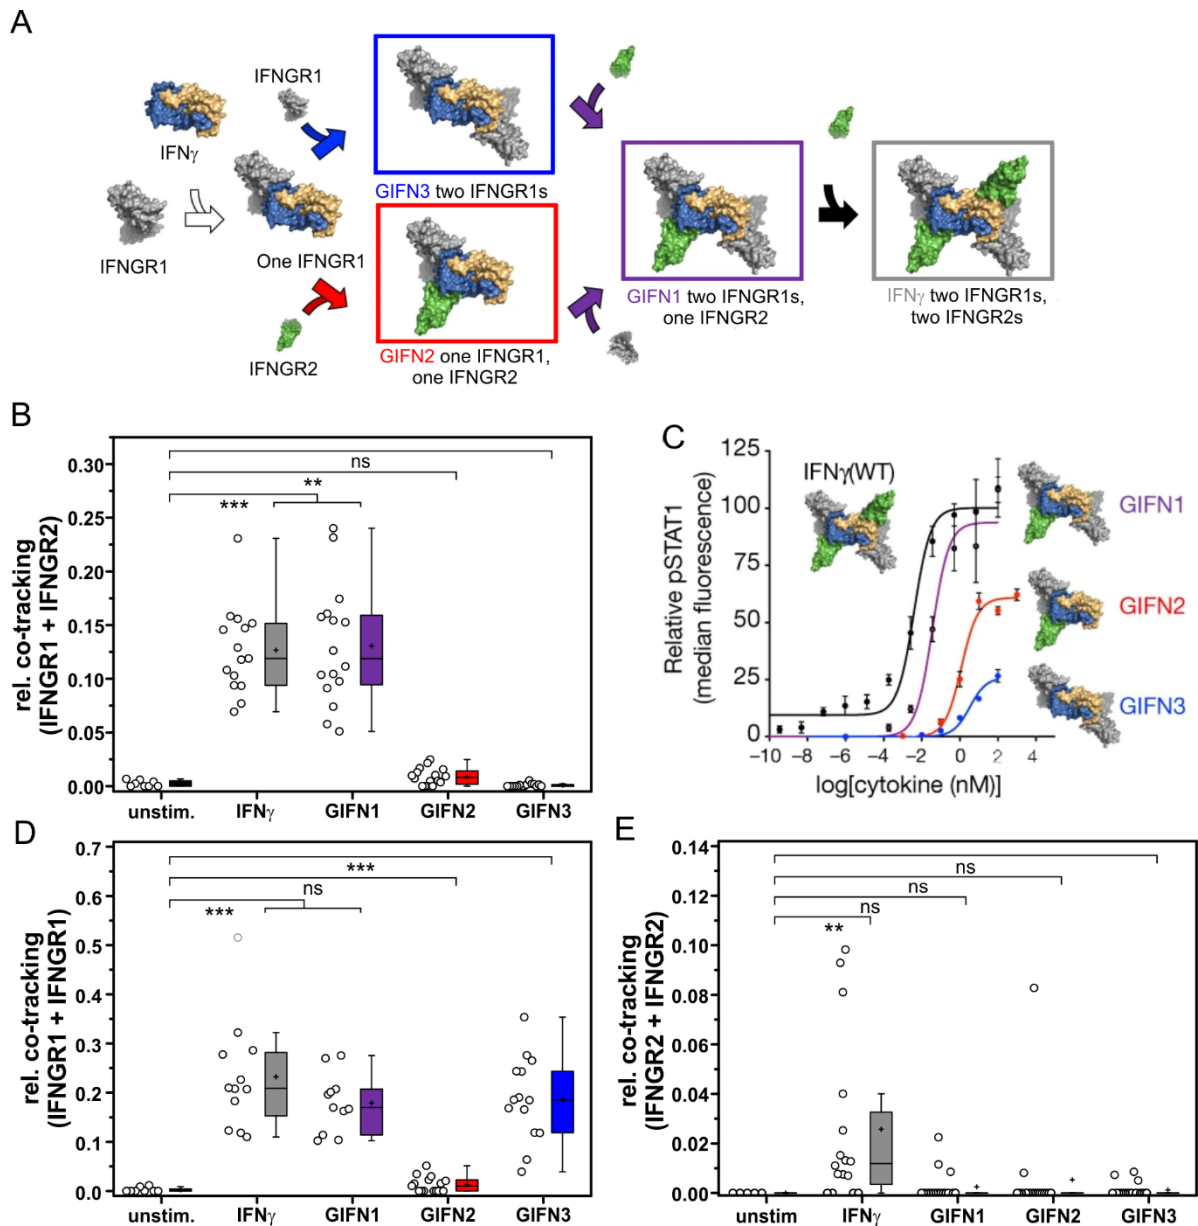 A
IFNγ
IFNGR1
IFNGR1
One IFNGR1
IFNGR2
GIFN3 two IFNGR1s
GIFN2 one IFNGR1,
one IFNGR2
GIFN1 two IFNGR1s,
one IFNGR2
IFNγ two IFNGR1s,
two IFNGR2s
B
rel. co-tracking
(IFNGR1 + IFNGR2)
0.30
0.25
0.20
0.15
0.10
0.05
0.00
ns
**
***
unstim.
IFNγ
GIFN1
GIFN2
GIFN3
C
Relative pSTAT1
(median fluorescence)
125
100
75
50
25
0
IFNγ(WT)
GIFN1
GIFN2
GIFN3
−10
−8
−6
−4
−2
0
2
4
log[cytokine (nM)]
D
rel. co-tracking
(IFNGR1 + IFNGR1)
0.7
0.6
0.5
0.4
0.3
0.2
0.1
0.0
***
ns
***
unstim.
IFNγ
GIFN1
GIFN2
GIFN3
E
rel. co-tracking
(IFNGR2 + IFNGR2)
0.14
0.12
0.10
0.08
0.06
0.04
0.02
0.00
ns
ns
ns
**
unstim.
IFNγ
GIFN1
GIFN2
GIFN3